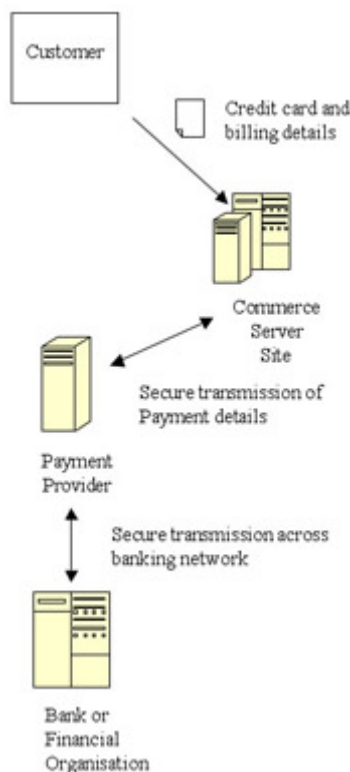 Customer
Credit card and
billing details
Commerce
Server
Site
Secure transmission of
Payment details
Payment
Provider
Secure transmission across
banking network
Bank or
Financial
Organisation